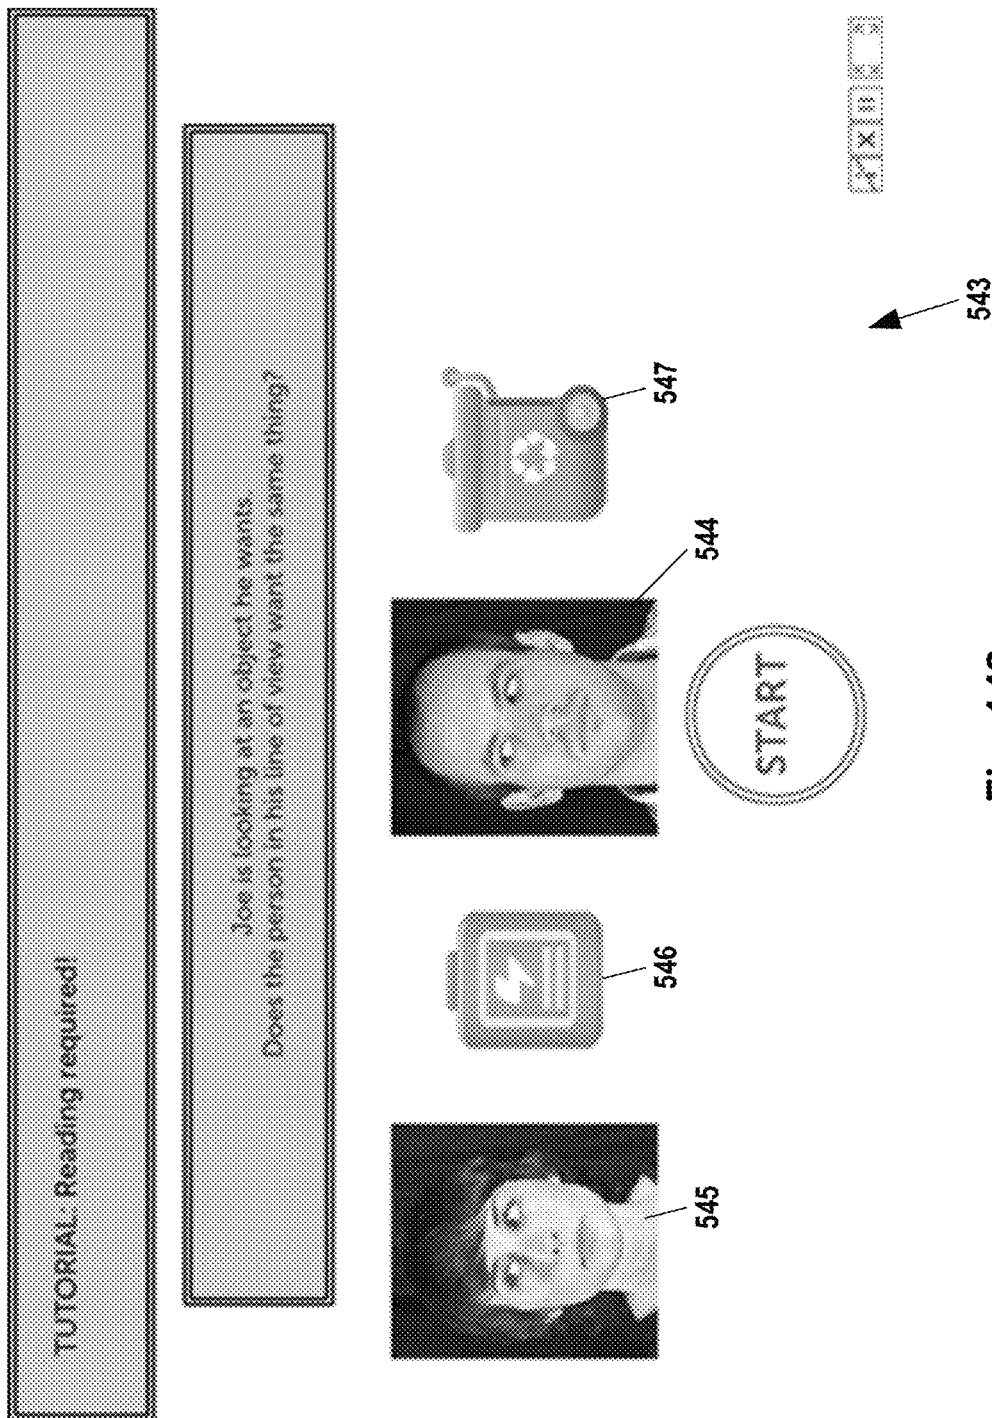 TUTORIAL: Reading required!
Joe is looking at an object he wants.
Does the person in his line of view want the same thing?
545
546
544
547
START
543